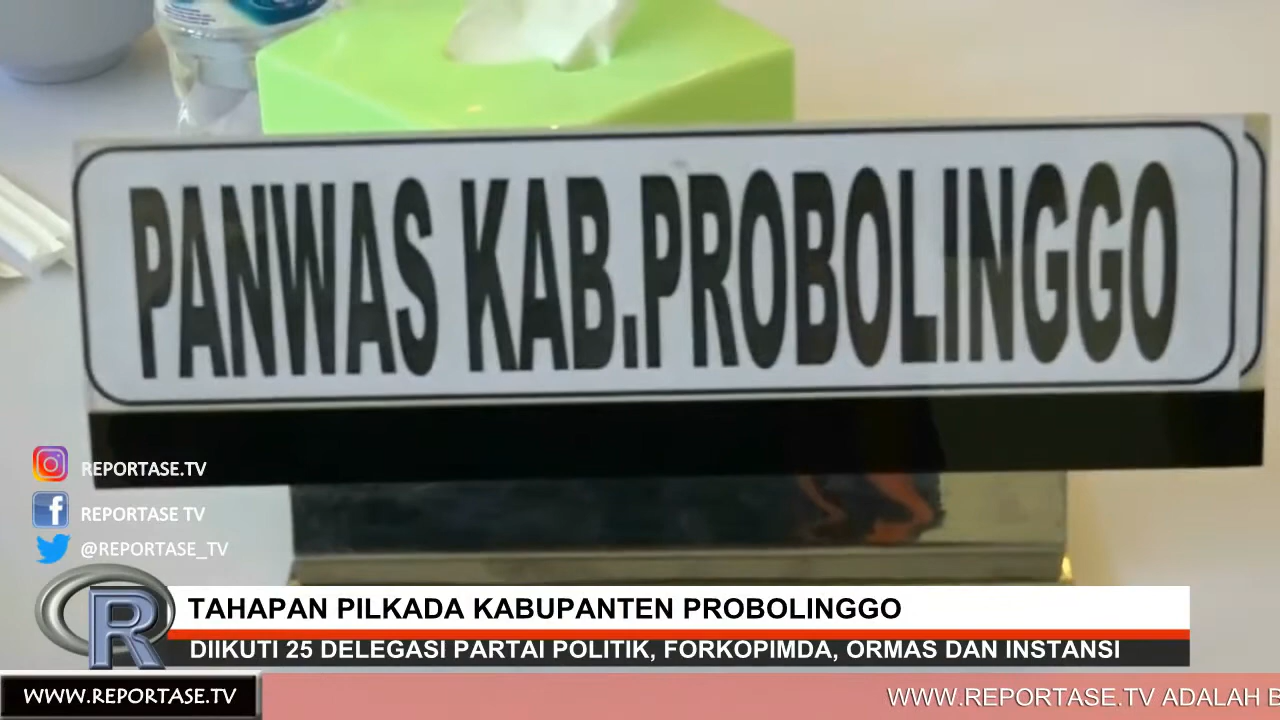 PANWAS KAB.PROBOLINGGO
REPORTASE.TV
REPORTASE TV
@REPORTASE_TV
R
TAHAPAN PILKADA KABUPANTEN PROBOLINGGO
DIIKUTI 25 DELEGASI PARTAI POLITIK, FORKOPIMDA, ORMAS DAN INSTANSI
WWW.REPORTASE.TV
WWW.REPORTASE.TV ADALAH B